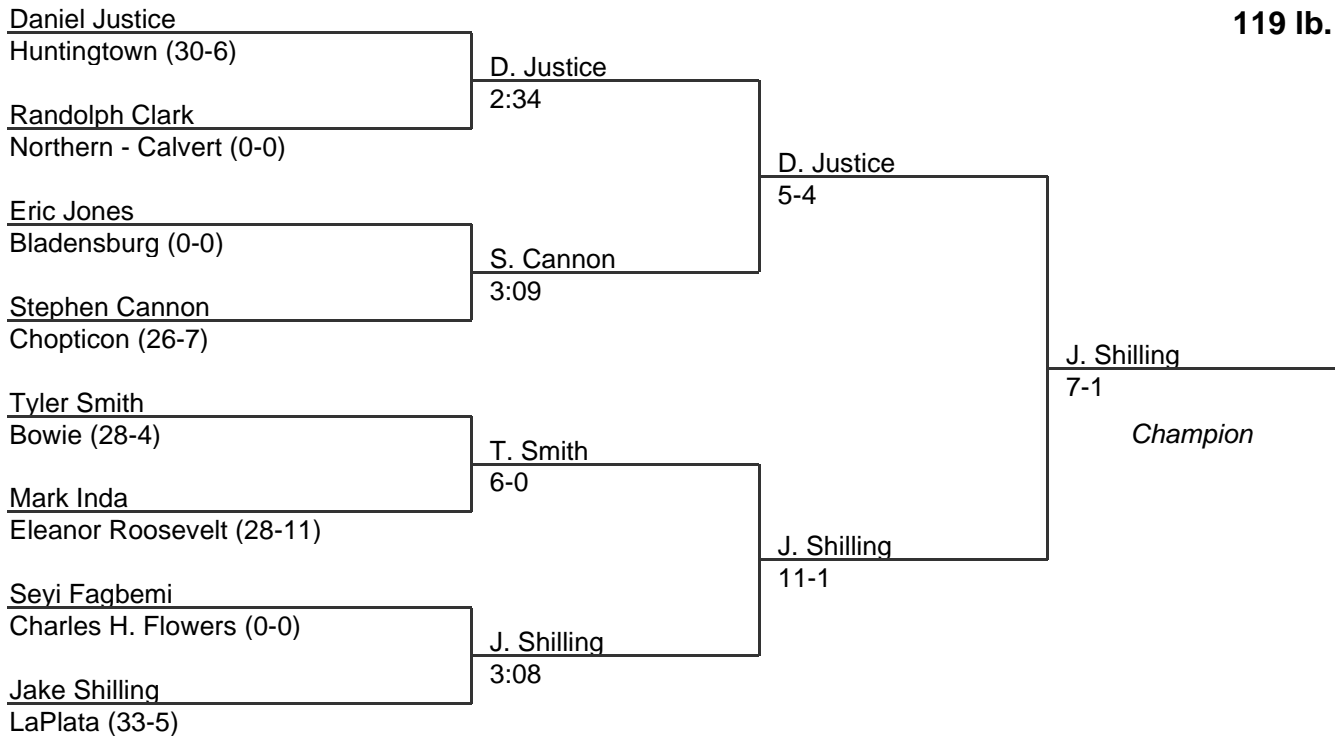 119 lb.
Daniel Justice
Huntingtown (30-6)
D. Justice
2:34
Randolph Clark
Northern - Calvert (0-0)
D. Justice
5-4
Eric Jones
Bladensburg (0-0)
S. Cannon
3:09
Stephen Cannon
Chopticon (26-7)
J. Shilling
7-1
Champion
Tyler Smith
Bowie (28-4)
T. Smith
6-0
Mark Inda
Eleanor Roosevelt (28-11)
J. Shilling
11-1
Seyi Fagbemi
Charles H. Flowers (0-0)
J. Shilling
3:08
Jake Shilling
LaPlata (33-5)